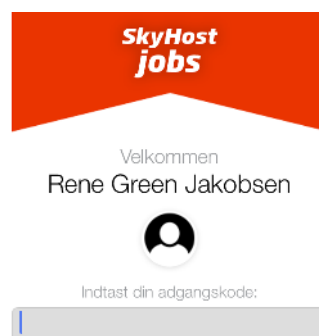 SkyHost
jobs
Velkommen
Rene Green Jakobsen
Indtast din adgangskode: